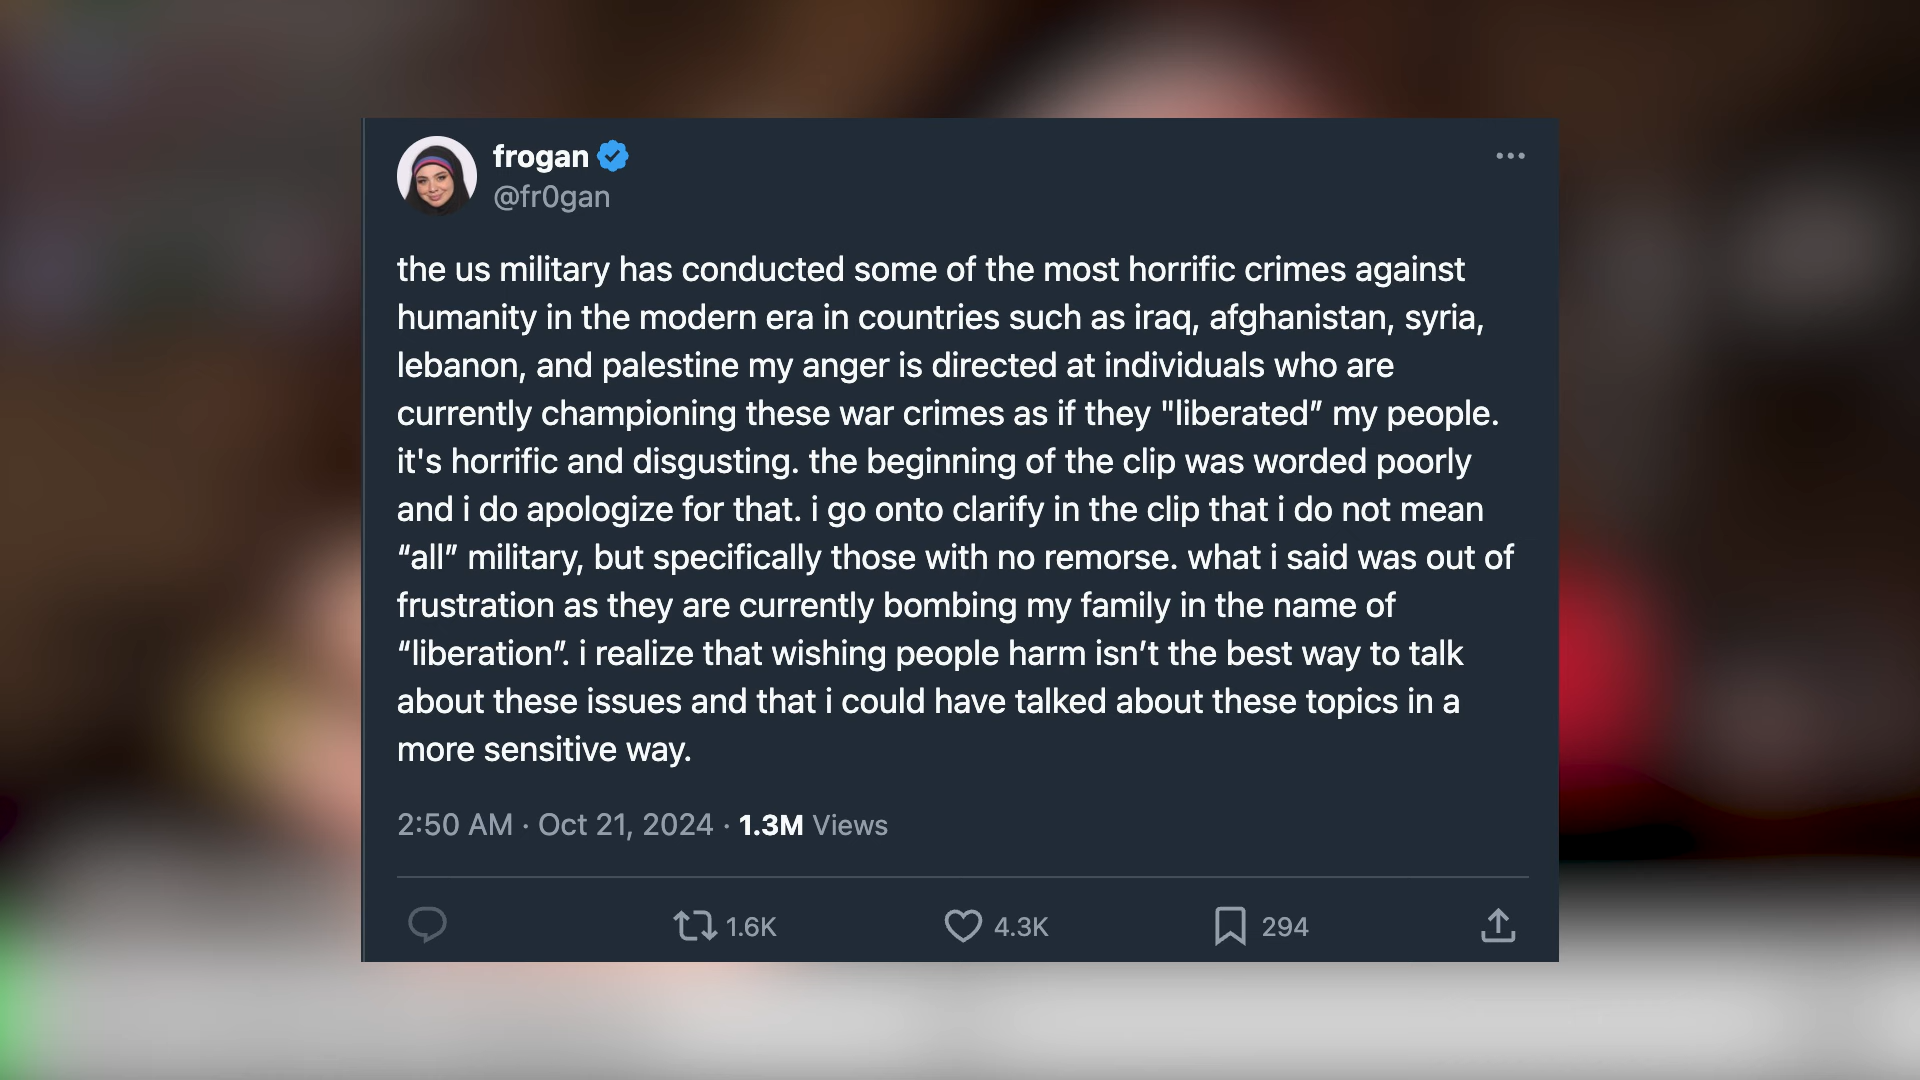 frogan
@fr0gan
the us military has conducted some of the most horrific crimes against
humanity in the modern era in countries such as iraq, afghanistan, syria,
lebanon, and palestine my anger is directed at individuals who are
currently championing these war crimes as if they "liberated” my people.
it's horrific and disgusting. the beginning of the clip was worded poorly
and i do apologize for that. i go onto clarify in the clip that i do not mean
“all” military, but specifically those with no remorse. what i said was out of
frustration as they are currently bombing my family in the name of
“liberation”. i realize that wishing people harm isn’t the best way to talk
about these issues and that i could have talked about these topics in a
more sensitive way.
2:50 AM · Oct 21, 2024 · 1.3M Views
1.6K 4.3K 294